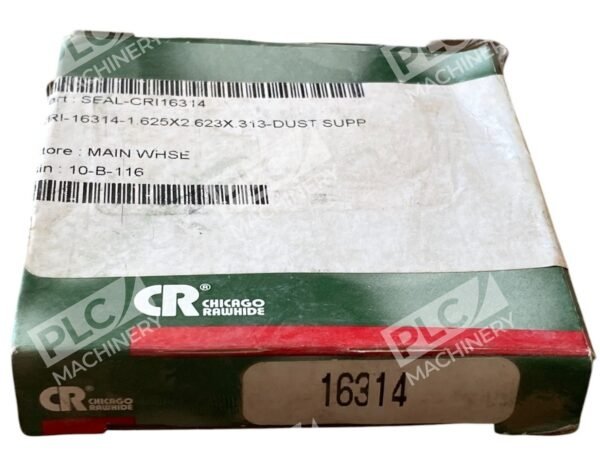 PLC MACHINERY
PLC MACHINERY
art : SEAL-CRI16314
CRI-16314-1.625X2.623X.313-DUST SUPP
tore : MAIN WHSE
in : 10-B-116
CR® CHICAGO RAWHIDE
PLC MACHINERY
PLC MACHINERY
CR CHICAGO RAWHIDE
16314